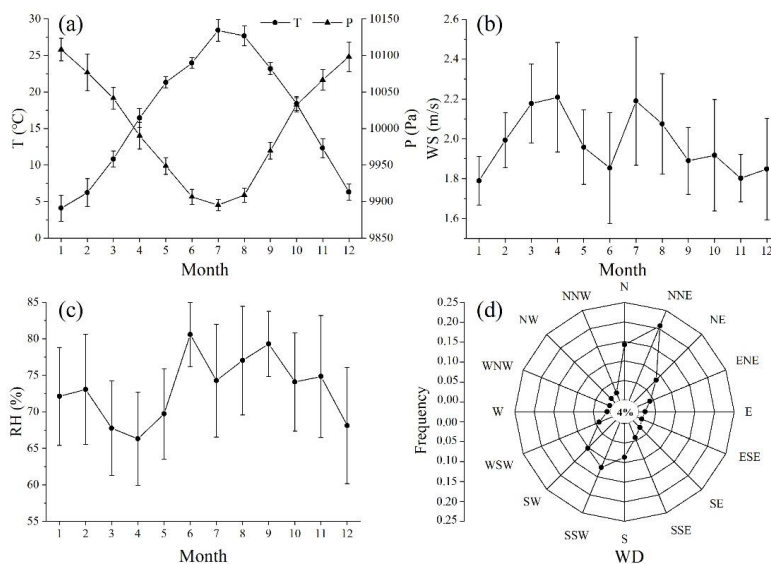 (a)
T P
30
25
20
15
10
5
0
T (℃)
10150
10100
10050
10000
9950
9900
9850
P (Pa)
1 2 3 4 5 6 7 8 9 10 11 12
Month
(b)
2.6
2.4
2.2
2.0
1.8
1.6
WS (m/s)
1 2 3 4 5 6 7 8 9 10 11 12
Month
(c)
85
80
75
70
65
60
55
RH (%)
1 2 3 4 5 6 7 8 9 10 11 12
Month
(d)
0.25
0.20
0.15
0.10
0.05
0.00
0.00
0.05
0.10
0.15
0.20
0.25
Frequency
N
NNE
NE
ENE
E
ESE
SE
SSE
S
SSW
SW
WSW
W
WNW
NW
NNW
4%
WD